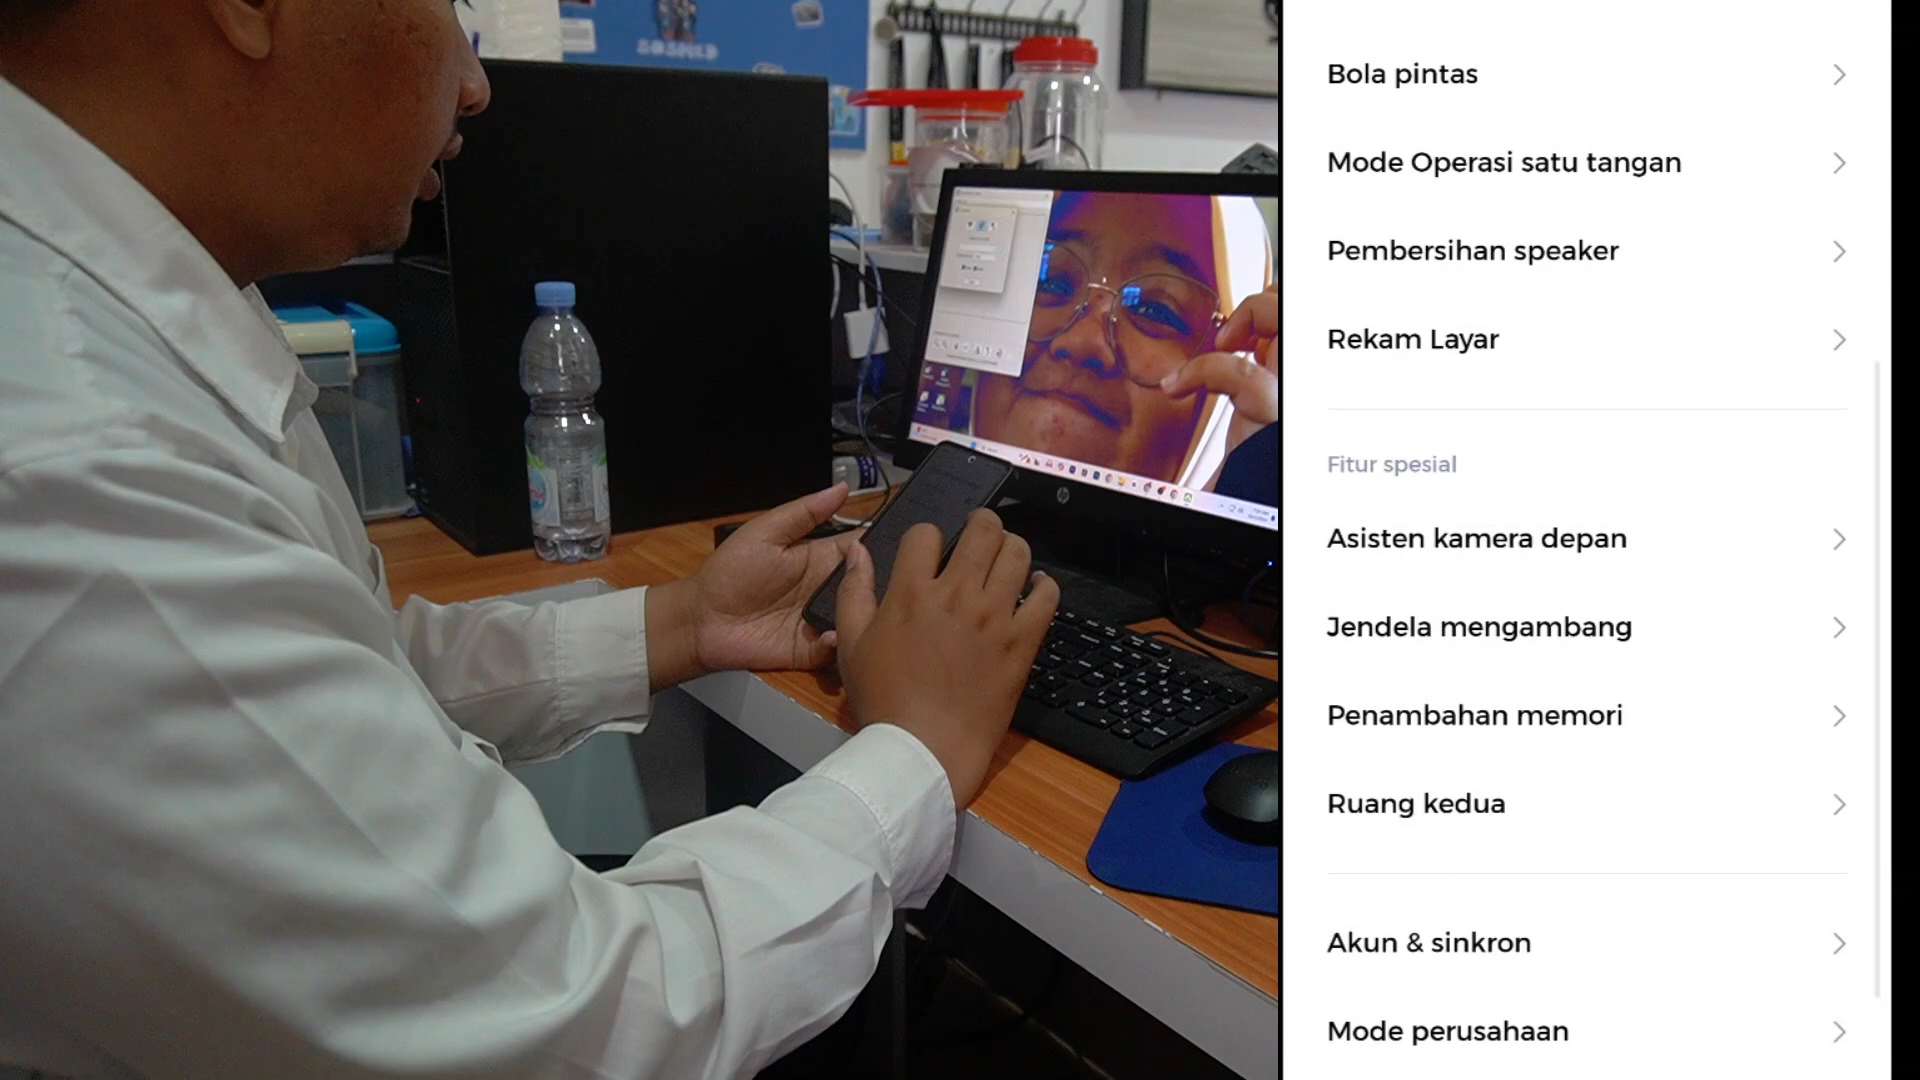 Bola pintas
Mode Operasi satu tangan
Pembersihan speaker
Rekam Layar
Fitur spesial
Asisten kamera depan
Jendela mengambang
Penambahan memori
Ruang kedua
Akun & sinkron
Mode perusahaan